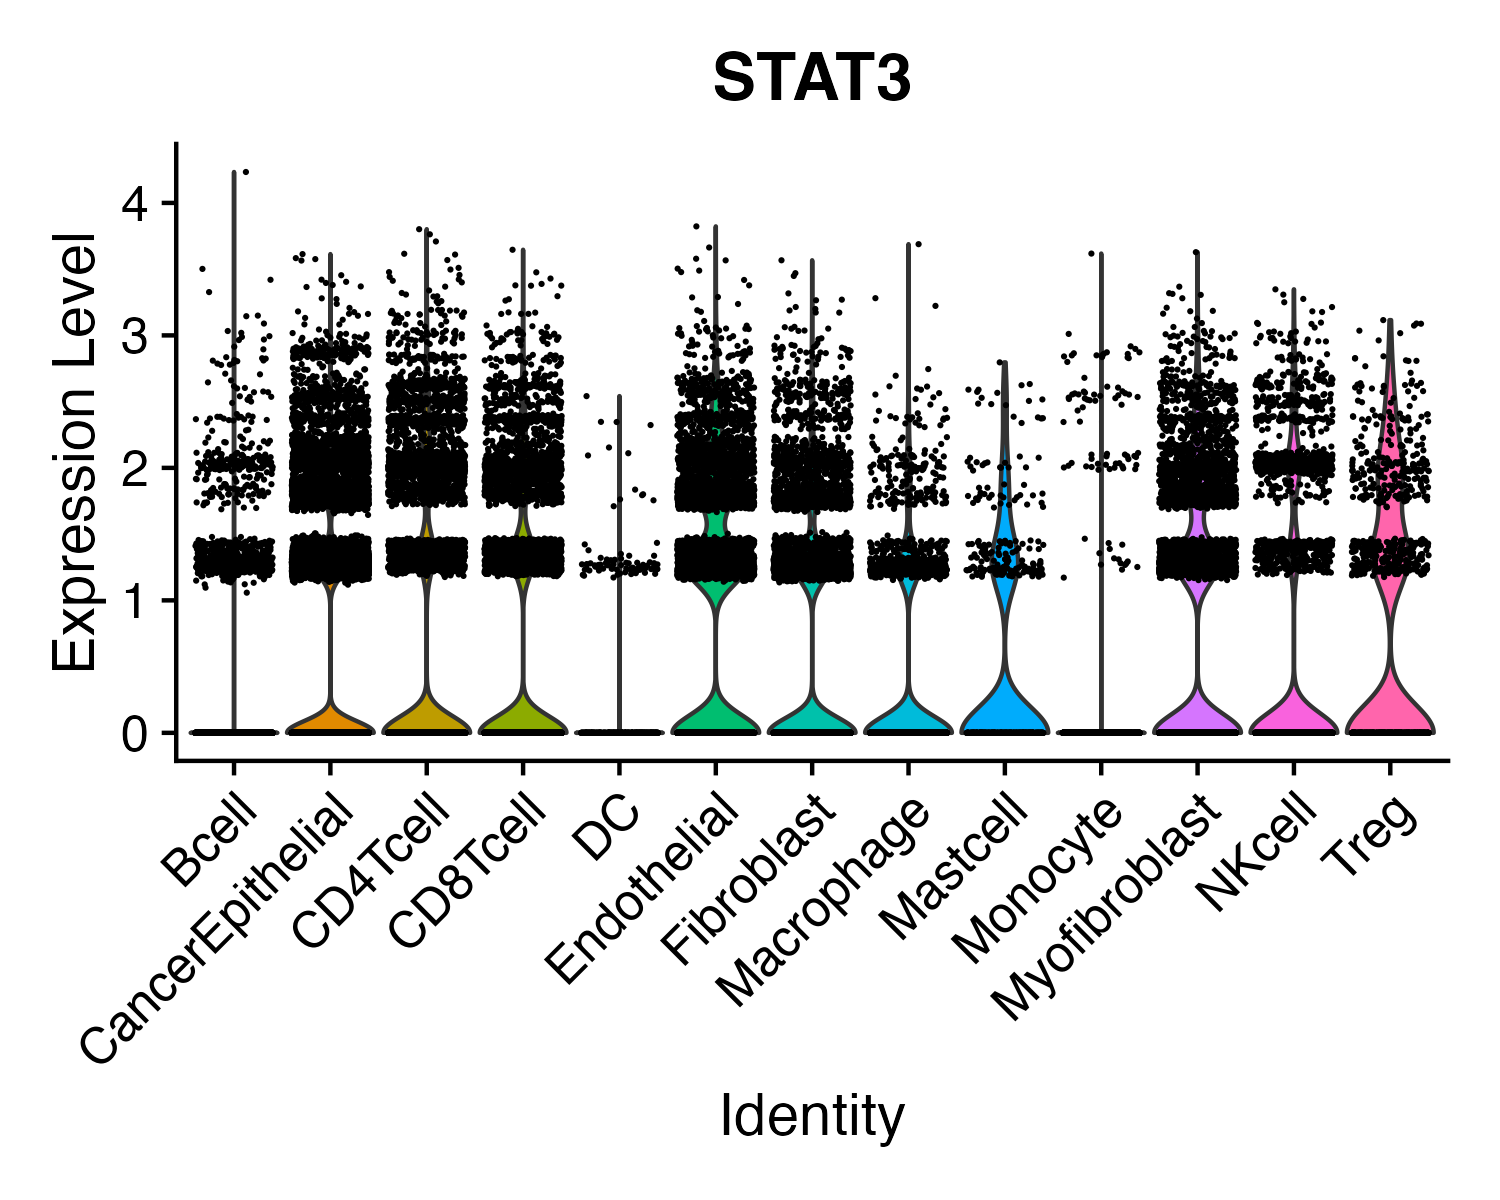 STAT3
Expression Level
4
3
2
1
0
Bcell
CancerEpithelial
CD4Tcell
CD8Tcell
DC
Endothelial
Fibroblast
Macrophage
Mastcell
Monocyte
Myofibroblast
NKcell
Treg
Identity